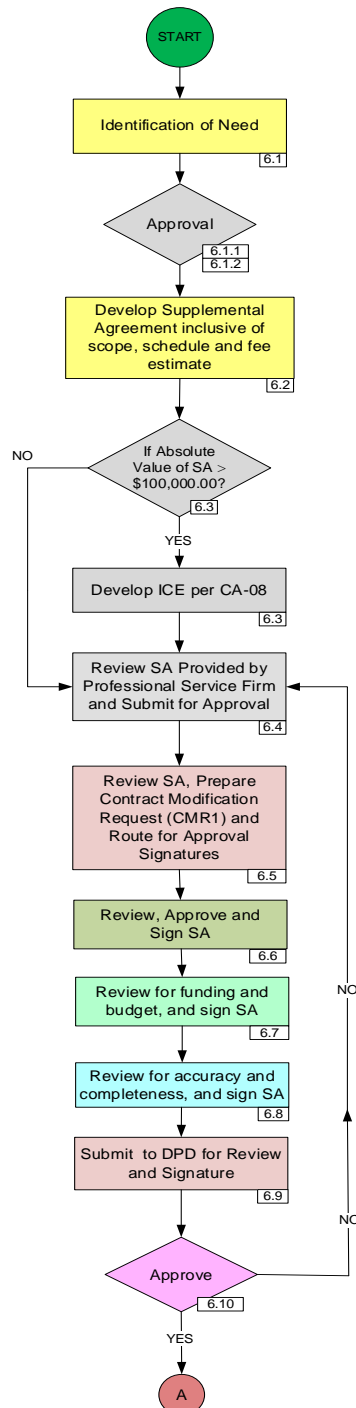 START
Identification of Need
6.1
Approval
6.1.1
6.1.2
Develop Supplemental
Agreement inclusive of
scope, schedule and fee
estimate
6.2
If Absolute
Value of SA >
$100,000.00?
6.3
NO
YES
Develop ICE per CA-08
6.3
Review SA Provided by
Professional Service Firm
and Submit for Approval
6.4
Review SA, Prepare
Contract Modification
Request (CMR1) and
Route for Approval
Signatures
6.5
Review, Approve and
Sign SA
6.6
NO
Review for funding and
budget, and sign SA
6.7
Review for accuracy and
completeness, and sign SA
6.8
Submit to DPD for Review
and Signature
6.9
NO
Approve
6.10
YES
A